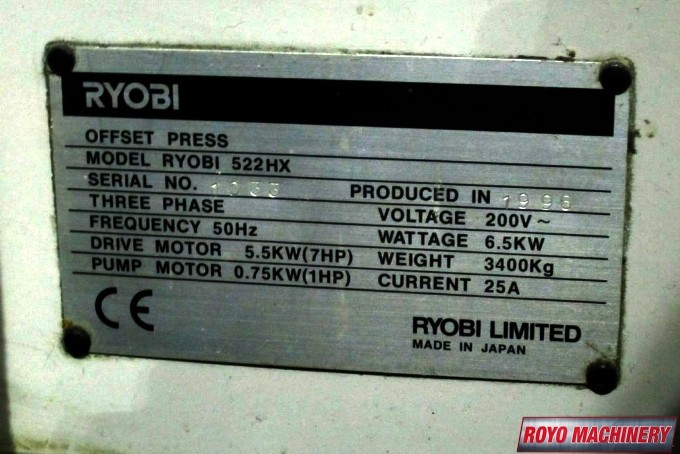 RYOBI
OFFSET PRESS
MODEL RYOBI 522HX
SERIAL NO. 1033 PRODUCED IN 1996
THREE PHASE VOLTAGE 200V~
FREQUENCY 50Hz WATTAGE 6.5KW
DRIVE MOTOR 5.5KW(7HP) WEIGHT 3400Kg
PUMP MOTOR 0.75KW(1HP) CURRENT 25A
CE
RYOBI LIMITED
MADE IN JAPAN
ROYO MACHINERY